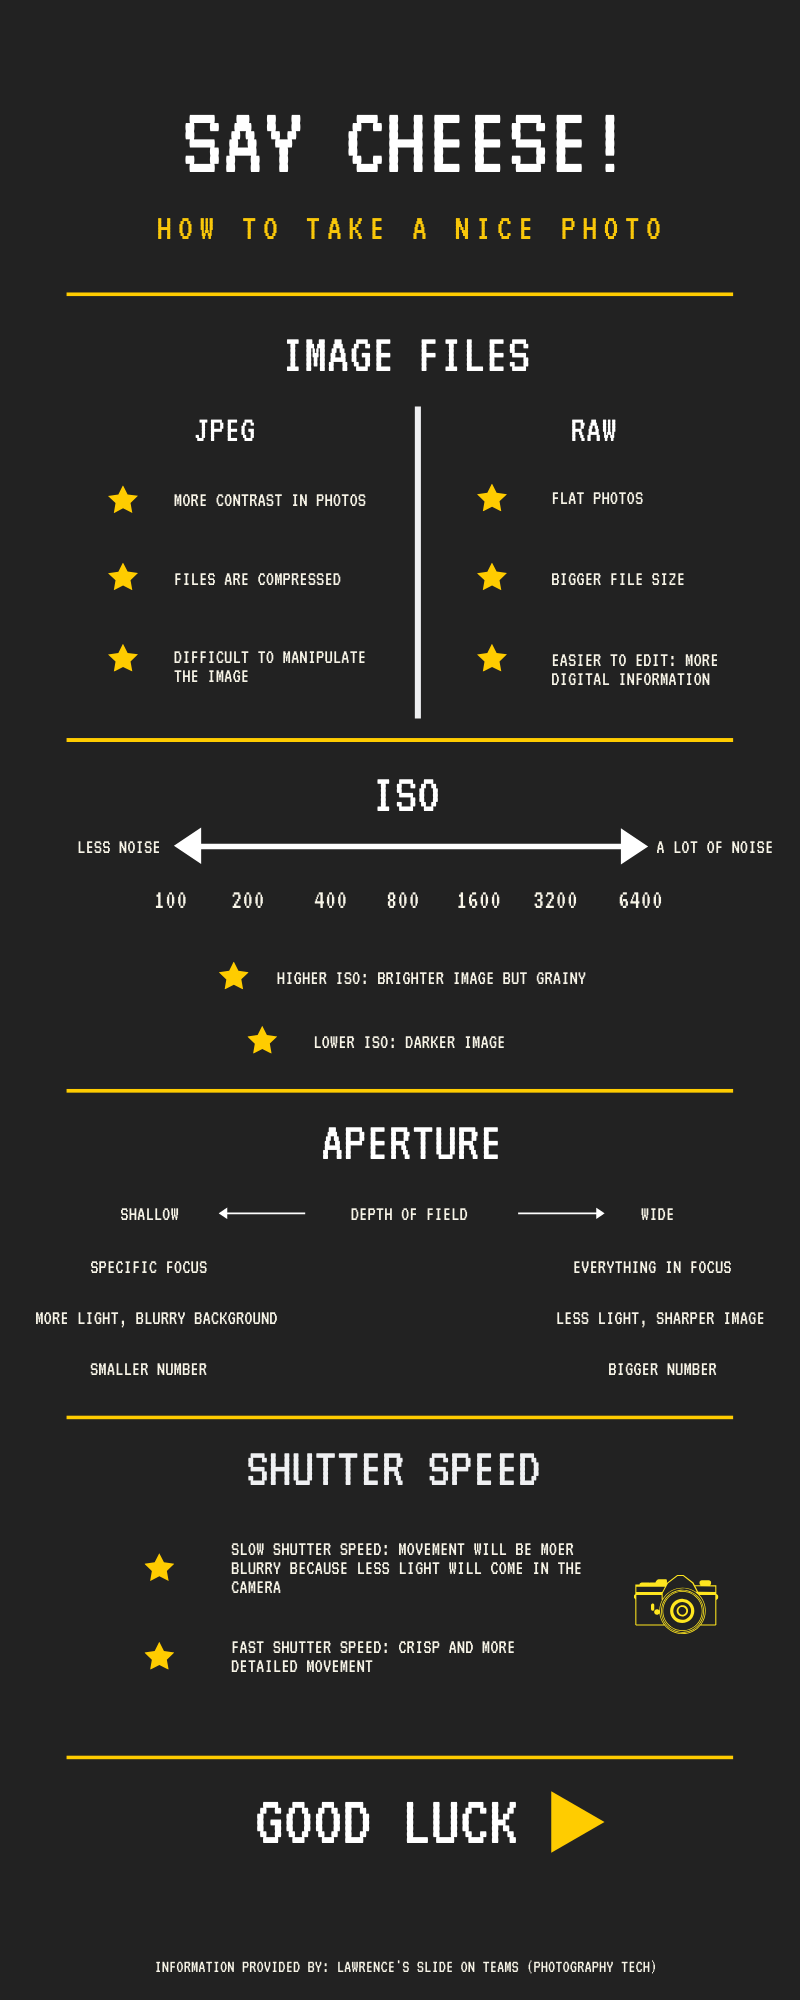 SAY CHEESE!
HOW TO TAKE A NICE PHOTO
IMAGE FILES
JPEG
MORE CONTRAST IN PHOTOS
FILES ARE COMPRESSED
DIFFICULT TO MANIPULATE
THE IMAGE
RAW
FLAT PHOTOS
BIGGER FILE SIZE
EASIER TO EDIT: MORE
DIGITAL INFORMATION
ISO
LESS NOISE
A LOT OF NOISE
100 200 400 800 1600 3200 6400
HIGHER ISO: BRIGHTER IMAGE BUT GRAINY
LOWER ISO: DARKER IMAGE
APERTURE
SHALLOW
DEPTH OF FIELD
WIDE
SPECIFIC FOCUS
EVERYTHING IN FOCUS
MORE LIGHT, BLURRY BACKGROUND
LESS LIGHT, SHARPER IMAGE
SMALLER NUMBER
BIGGER NUMBER
SHUTTER SPEED
SLOW SHUTTER SPEED: MOVEMENT WILL BE MOER
BLURRY BECAUSE LESS LIGHT WILL COME IN THE
CAMERA
FAST SHUTTER SPEED: CRISP AND MORE
DETAILED MOVEMENT
GOOD LUCK
INFORMATION PROVIDED BY: LAWRENCE'S SLIDE ON TEAMS (PHOTOGRAPHY TECH)